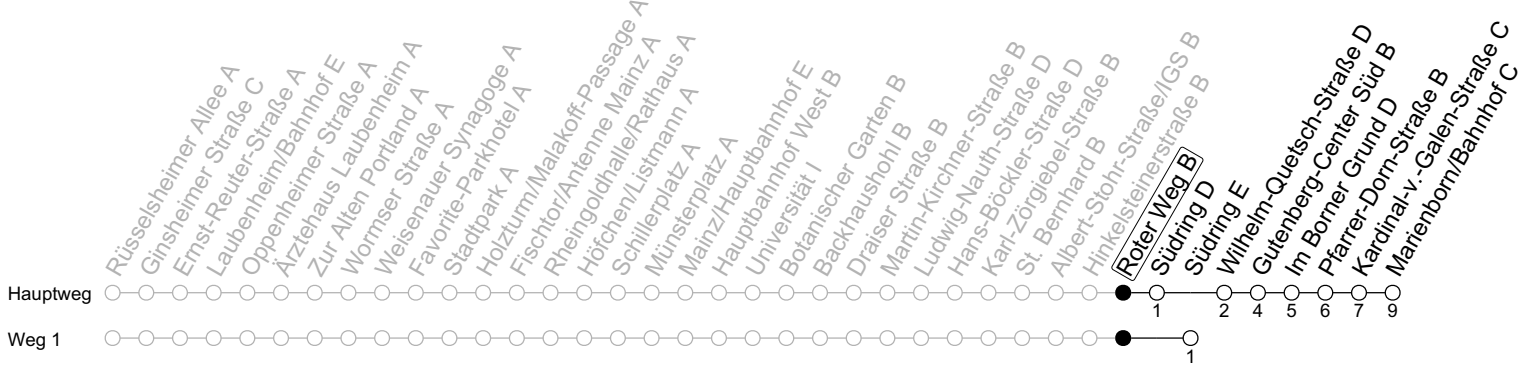 Rüsselsheimer Allee A
Ginsheimer Straße C
Ernst-Reuter-Straße A
Laubenheim/Bahnhof E
Oppenheimer Straße A
Ärztehaus Laubenheim A
Zur Alten Portland A
Wormser Straße A
Weisenauer Synagoge A
Favorite-Parkhotel A
Stadtpark A
Holzturm/Malakoff-Passage A
Fischtor/Antenne Mainz A
Rheingoldhalle/Rathaus A
Höfchen/Listmann A
Schillerplatz A
Münsterplatz A
Mainz/Hauptbahnhof E
Hauptbahnhof West B
Universität I
Botanischer Garten B
Backhaushohl B
Draiser Straße B
Martin-Kirchner-Straße B
Ludwig-Nauth-Straße D
Hans-Böckler-Straße D
Karl-Zörgiebel-Straße B
St. Bernhard B
Albert-Stohr-Straße/IGS B
Hinkelsteinerstraße B
Roter Weg B
Südring D
Südring E
Wilhelm-Quetsch-Straße D
Gutenberg-Center Süd B
Im Borner Grund D
Pfarrer-Dorn-Straße B
Kardinal-v.-Galen-Straße C
Marienborn/Bahnhof C
Hauptweg
1 2 4 5 6 7 9
Weg 1
1